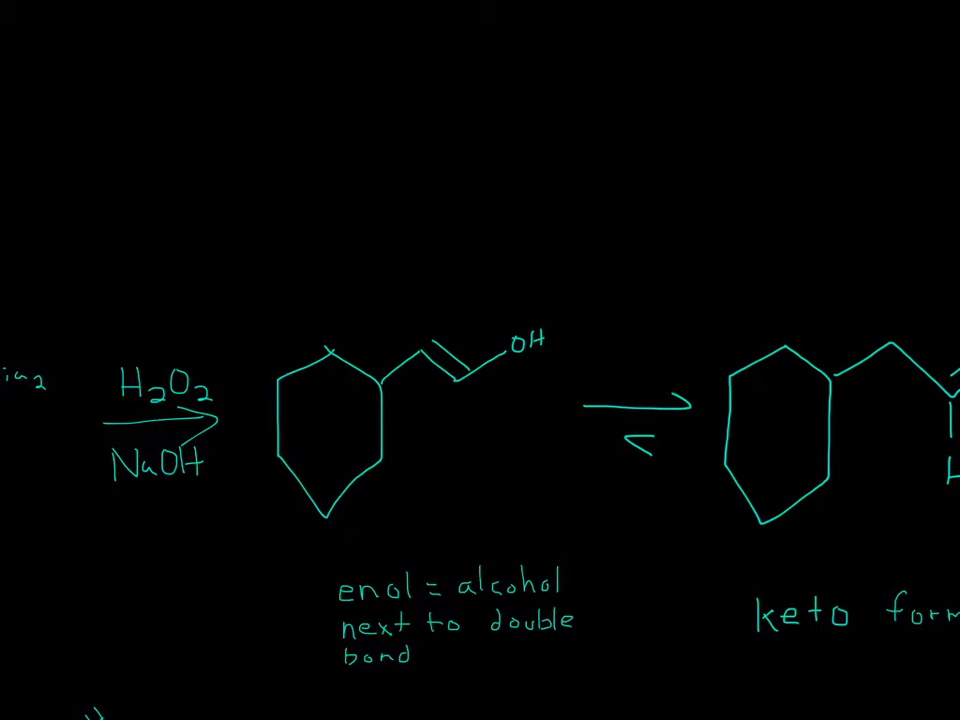 OH
H₂O₂
NaOH
H
enol = alcohol
next to double
bond
keto form